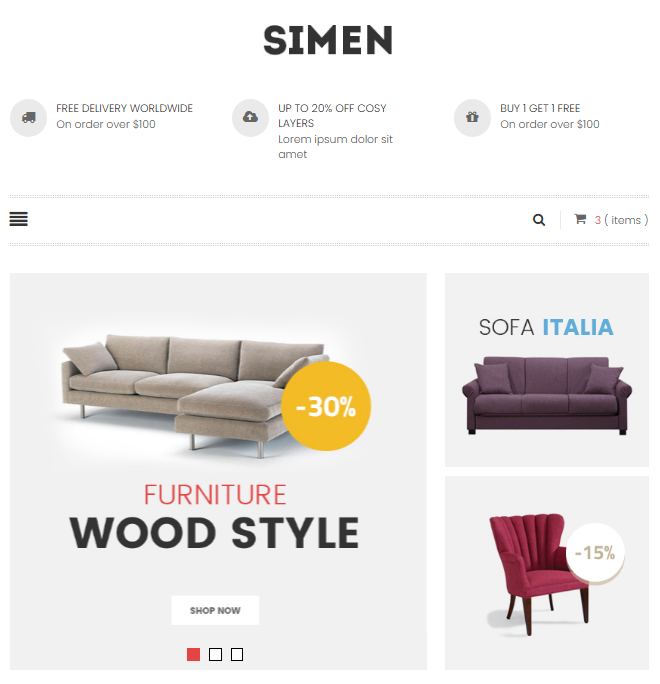 SIMEN
FREE DELIVERY WORLDWIDE
On order over $100
UP TO 20% OFF COSY
LAYERS
Lorem ipsum dolor sit
amet
BUY 1 GET 1 FREE
On order over $100
3 ( items )
-30%
FURNITURE
WOOD STYLE
SHOP NOW
SOFA ITALIA
-15%